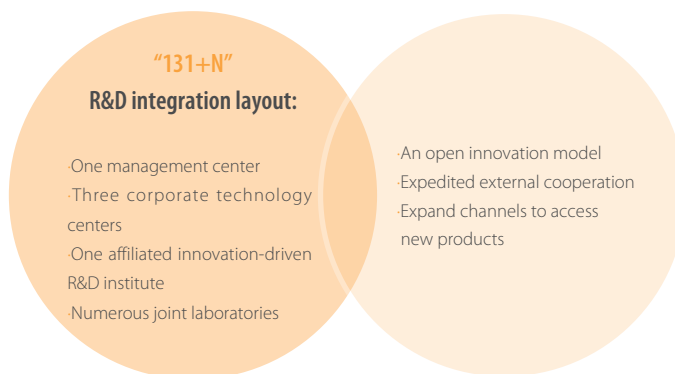 “131+N”
R&D integration layout:
·One management center
·Three corporate technology
centers
·One affiliated innovation-driven
R&D institute
·Numerous joint laboratories
·An open innovation model
·Expedited external cooperation
·Expand channels to access
new products